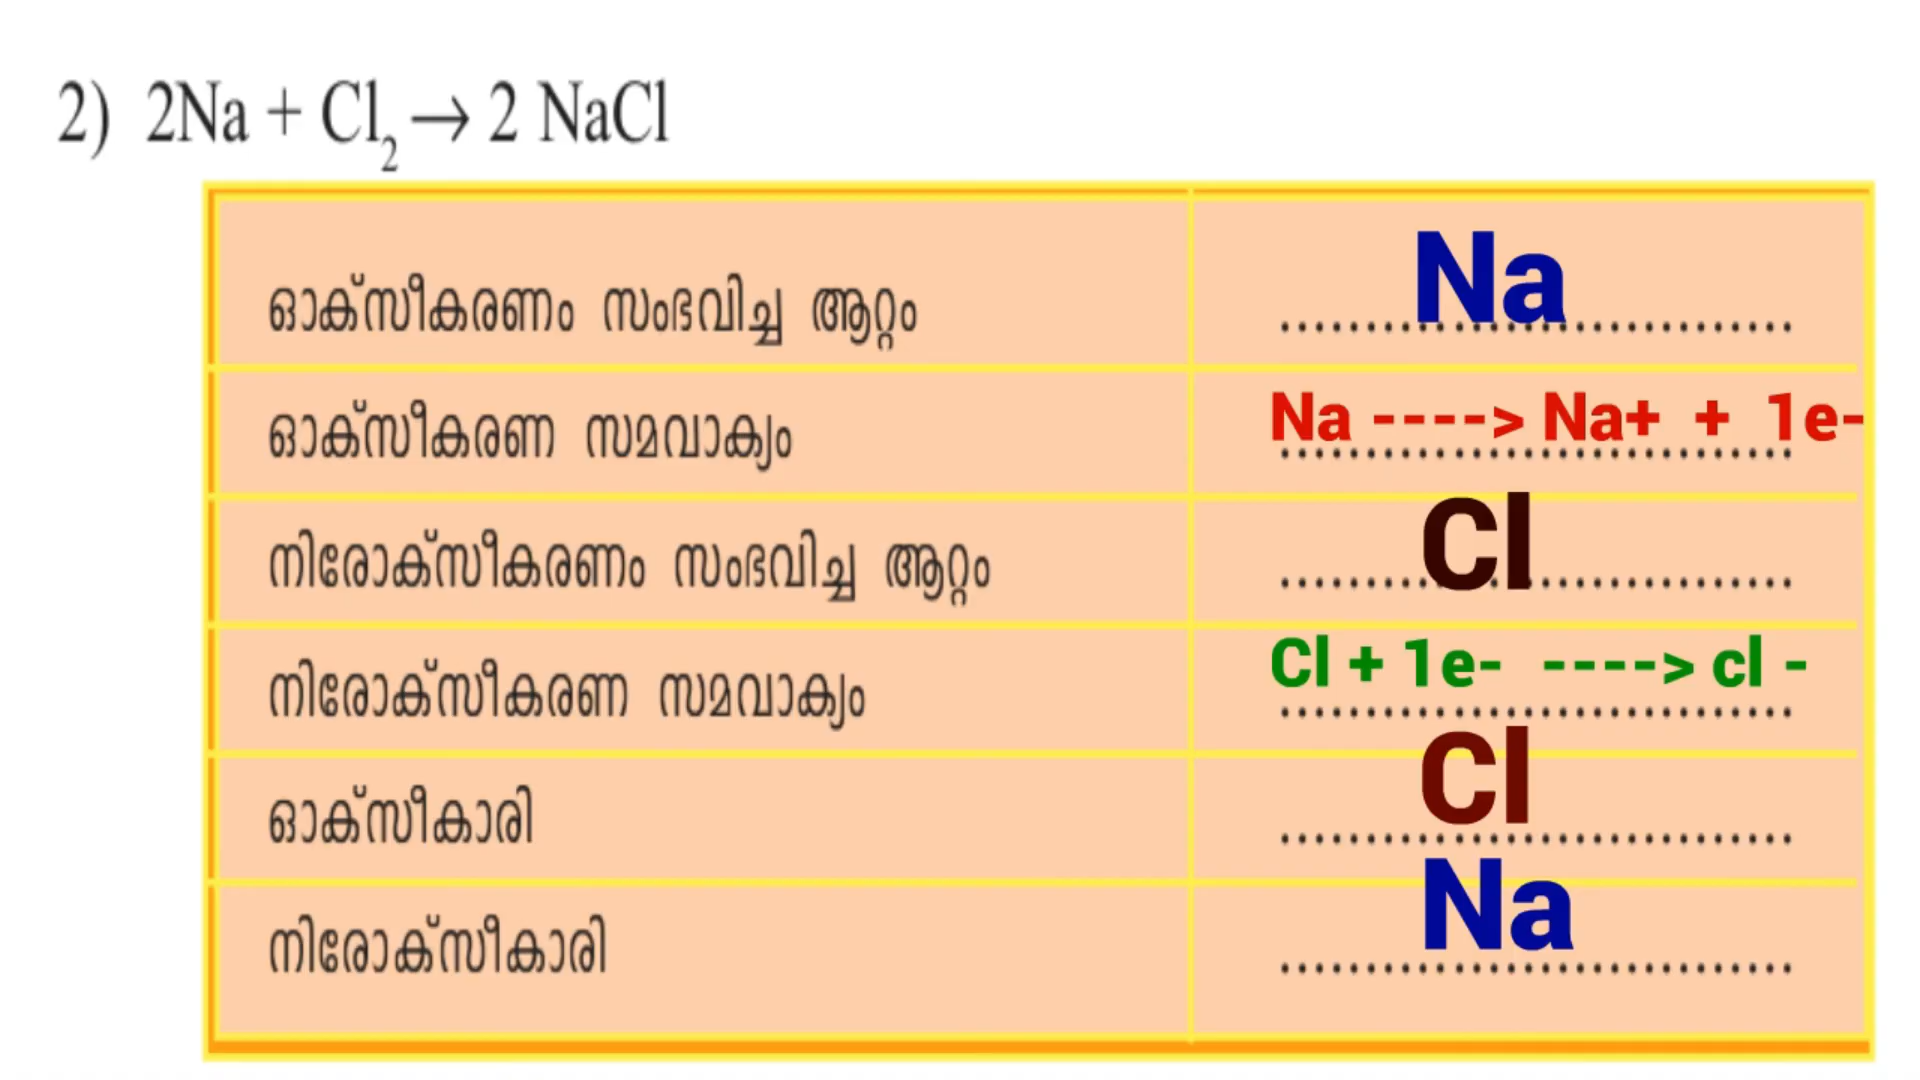 2) 2Na + Cl₂ → 2 NaCl
ഓക്സീകരണം സംഭവിച്ച ആറ്റം ............................ Na
ഓക്സീകരണ സമവാക്യം ............................ Na ----> Na+ + 1e-
നിരോക്സീകരണം സംഭവിച്ച ആറ്റം ............................ Cl
നിരോക്സീകരണ സമവാക്യം ............................ Cl + 1e- ----> cl -
ഓക്സീകാരി ............................ Cl
നിരോക്സീകാരി ............................ Na